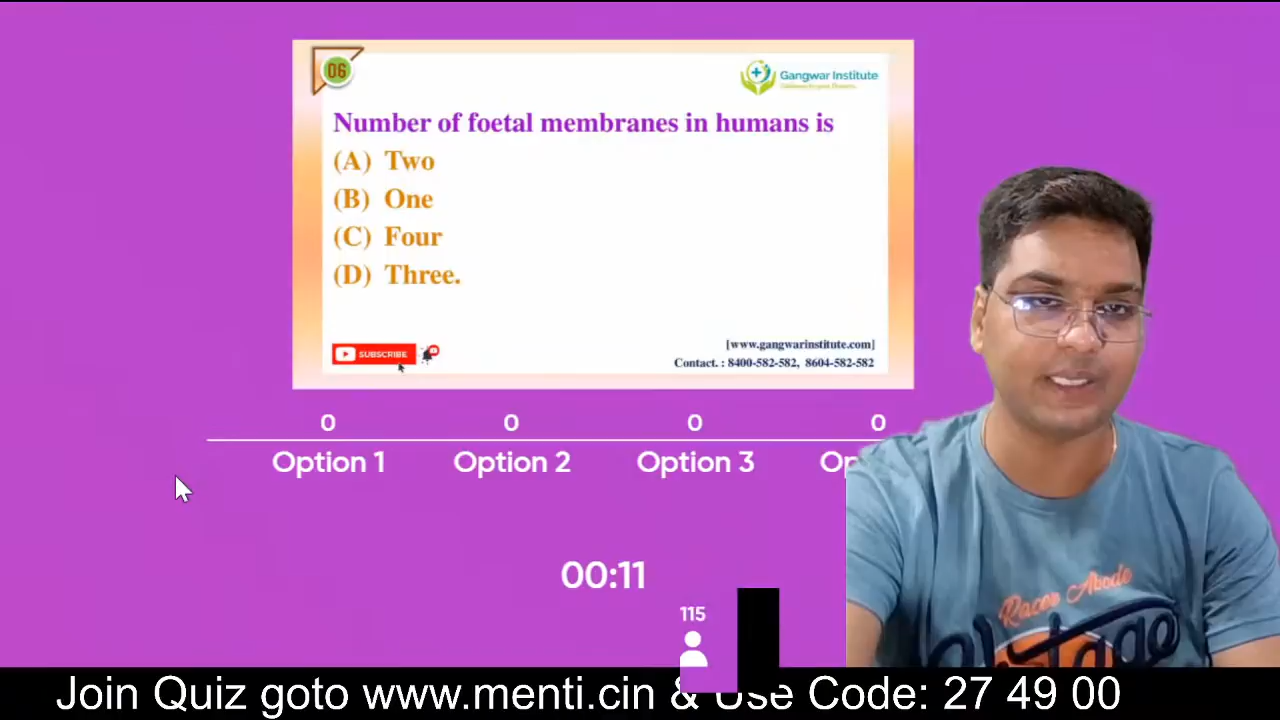 06
Gangwar Institute
Number of foetal membranes in humans is
(A) Two
(B) One
(C) Four
(D) Three.
SUBSCRIBE
[www.gangwarinstitute.com]
Contact. : 8400-582-582, 8604-582-582
0 0 0 0
Option 1 Option 2 Option 3
00:11
115
Racer Abode
Join Quiz goto www.menti.cin & Use Code: 27 49 00